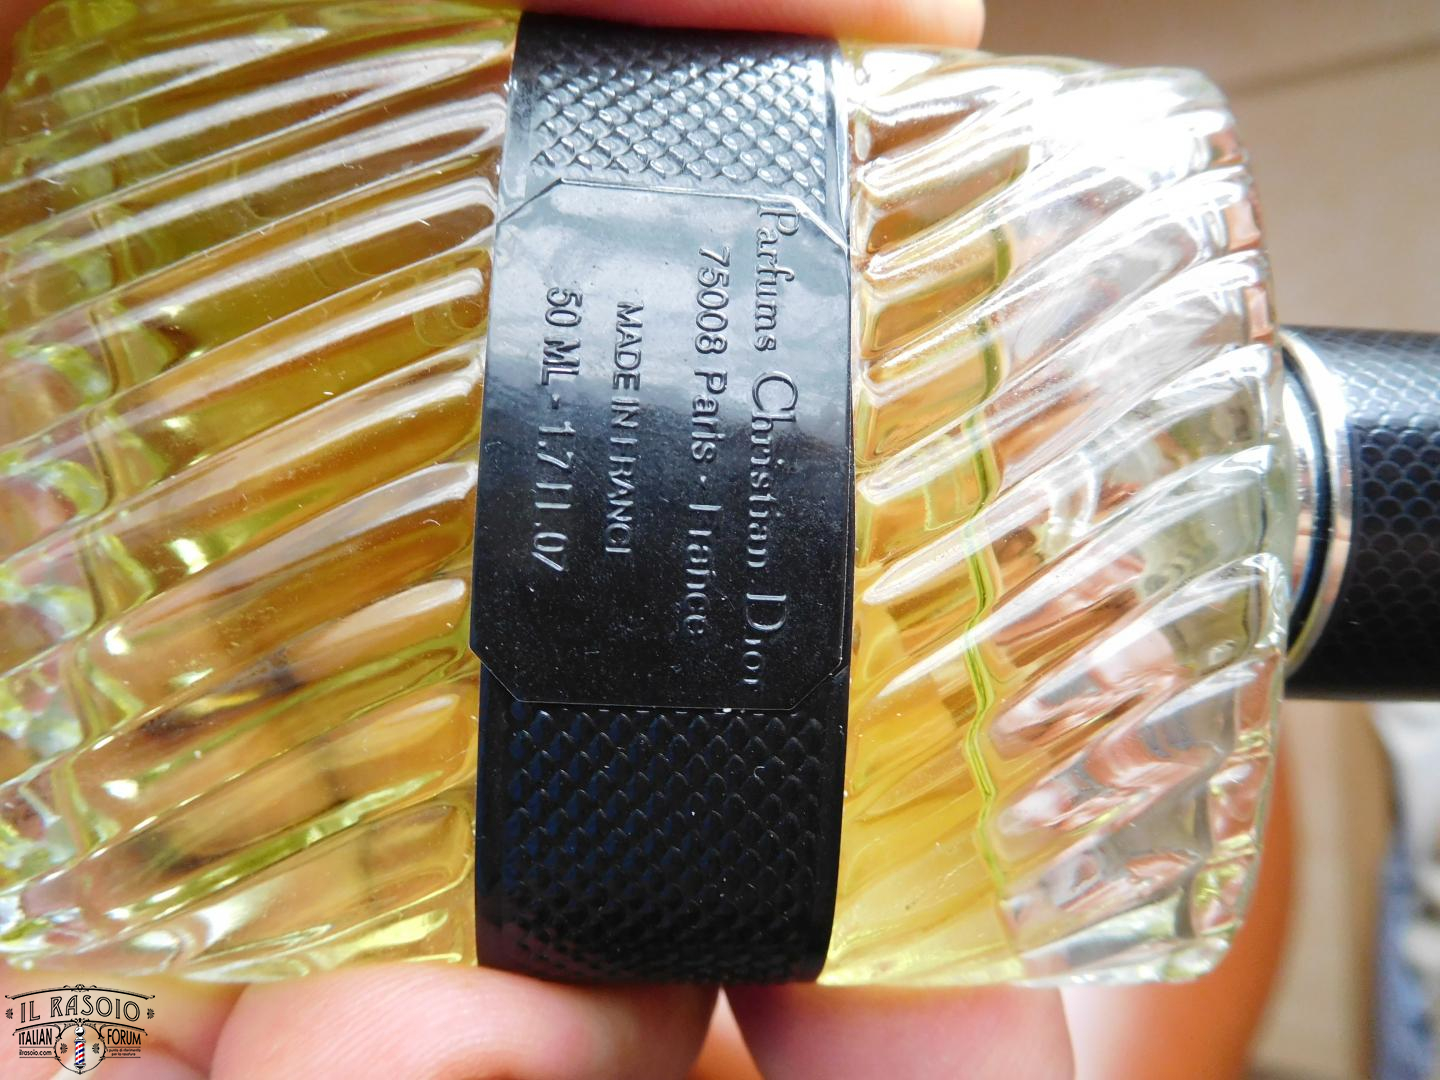 Parfums Christian Dior
75008 Paris - France
MADE IN FRANCE
50 ML - 1.7 Fl. Oz
IL RASOIO
ITALIAN FORUM
ilrasoio.com